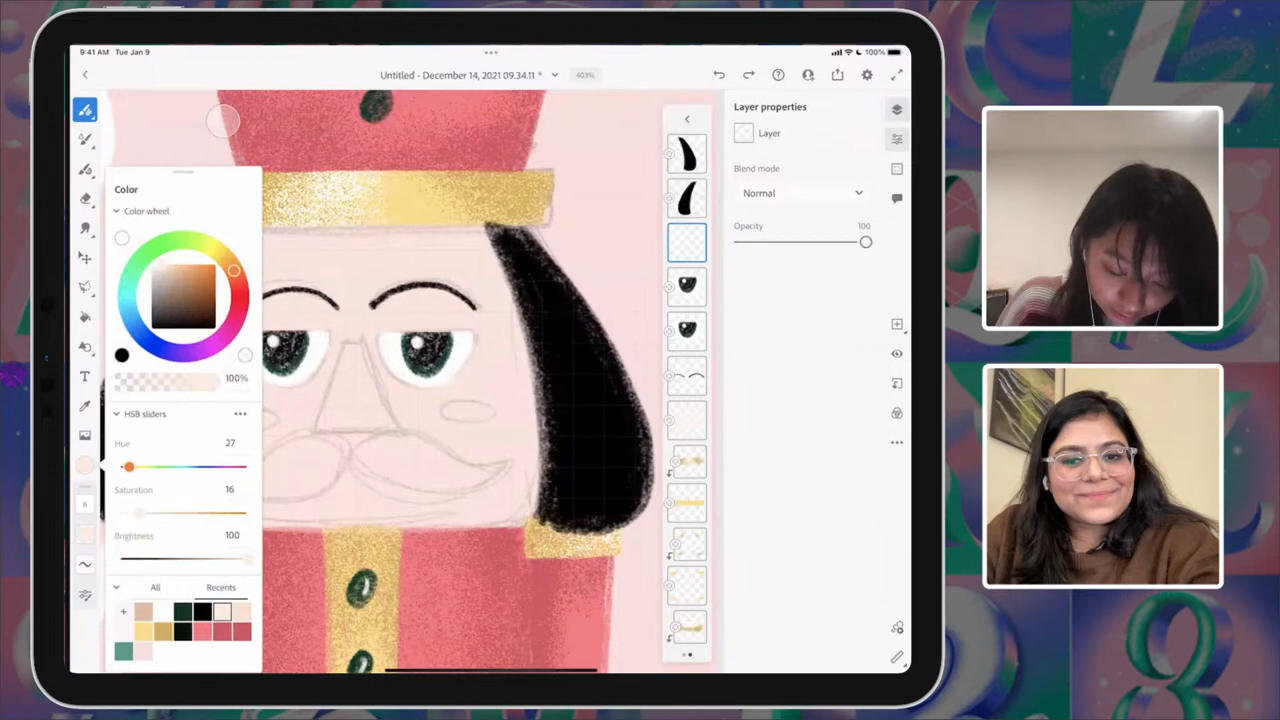 9:41 AM Tue Jan 9
100%
Untitled - December 14, 2021 09.34.11 *
403%
Layer properties
Layer
Blend mode
Normal
Opacity
100
Color
Color wheel
100%
HSB sliders
Hue
27
Saturation
16
Brightness
100
All
Recents
T
8